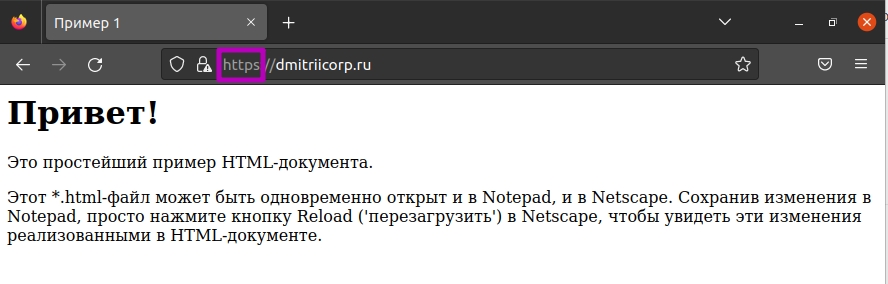 Пример 1
https://dmitriicorp.ru
Привет!
Это простейший пример HTML-документа.
Этот *.html-файл может быть одновременно открыт и в Notepad, и в Netscape. Сохранив изменения в
Notepad, просто нажмите кнопку Reload ('перезагрузить') в Netscape, чтобы увидеть эти изменения
реализованными в HTML-документе.